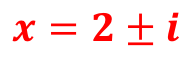 x = 2 ± i